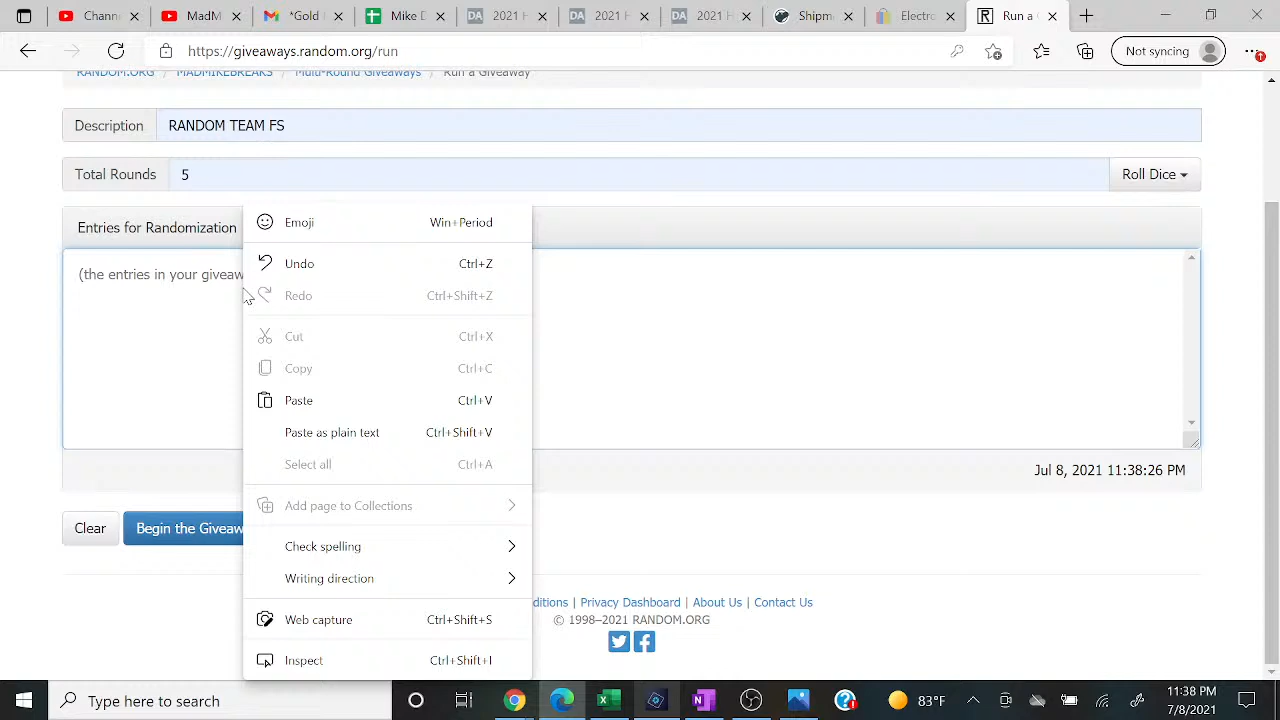 Chann
MadM
"Gold I
Mike D
DA 2021 H
DA 2021 H
DA 2021 H
Shipm
Electro
R Run a G
https://giveaways.random.org/run
Not syncing
RANDOM.ORG / MADMIKEBREAKS / Multi-Round Giveaways / Run a Giveaway
Description RANDOM TEAM FS
Total Rounds 5 Roll Dice
Entries for Randomization
(the entries in your giveaw
Emoji Win+Period
Undo Ctrl+Z
Redo Ctrl+Shift+Z
Cut Ctrl+X
Copy Ctrl+C
Paste Ctrl+V
Paste as plain text Ctrl+Shift+V
Select all Ctrl+A
Add page to Collections
Check spelling
Writing direction
Web capture Ctrl+Shift+S
Inspect Ctrl+Shift+I
Jul 8, 2021 11:38:26 PM
Clear Begin the Giveaw
ditions | Privacy Dashboard | About Us | Contact Us
© 1998–2021 RANDOM.ORG
Type here to search
83°F
11:38 PM
7/8/2021